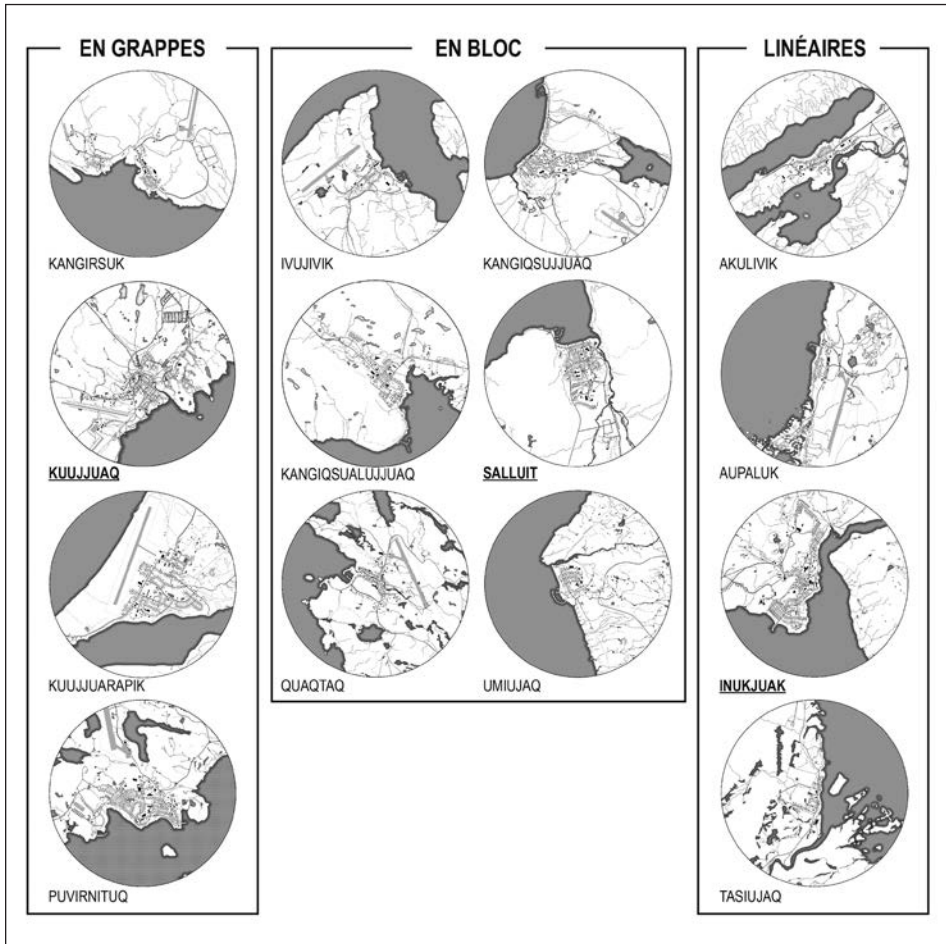 EN GRAPPES
KANGIRSUK
KUUJJUAQ
KUUJJUARAPIK
PUVIRNITUQ
EN BLOC
IVUJIVIK
KANGIQSUJJUAQ
KANGIQSUALUJJUAQ
SALLUIT
QUAQTAQ
UMIUJAQ
LINÉAIRES
AKULIVIK
AUPALUK
INUKJUAK
TASIUJAQ